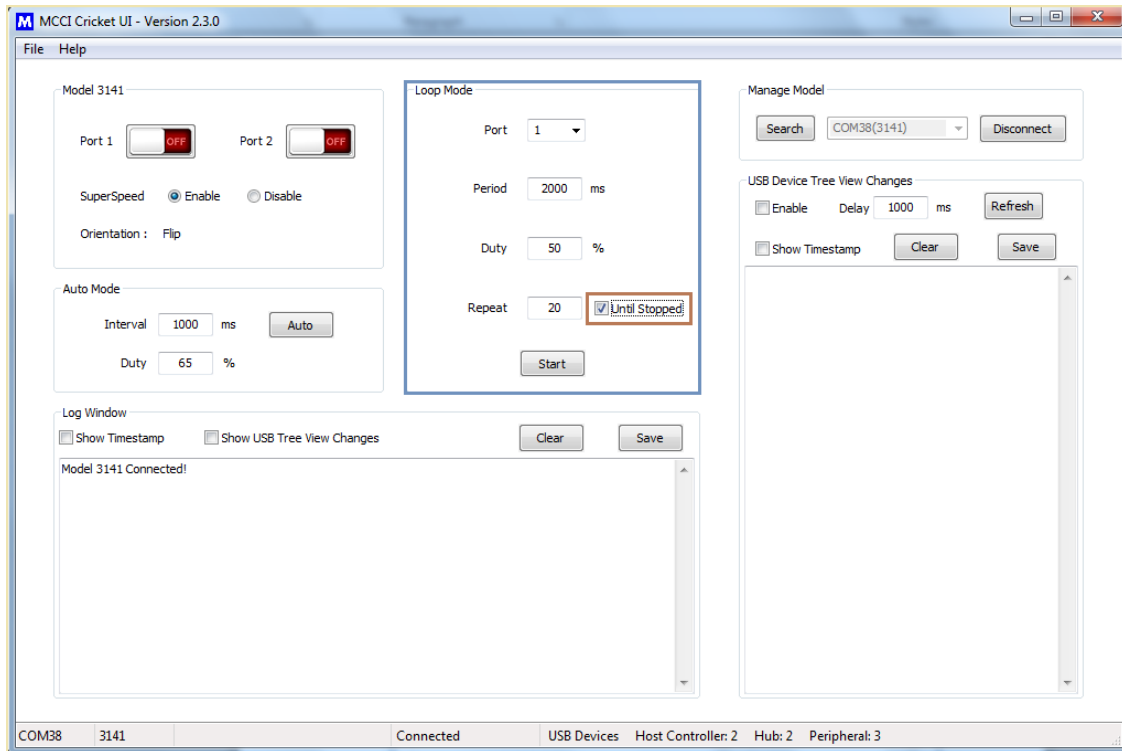 M MCCI Cricket UI - Version 2.3.0
File Help
Model 3141
Port 1 OFF Port 2 OFF
SuperSpeed Enable Disable
Orientation : Flip
Auto Mode
Interval 1000 ms Auto
Duty 65 %
Loop Mode
Port 1
Period 2000 ms
Duty 50 %
Repeat 20 Until Stopped
Start
Manage Model
Search COM38(3141) Disconnect
USB Device Tree View Changes
Enable Delay 1000 ms Refresh
Show Timestamp Clear Save
Log Window
Show Timestamp Show USB Tree View Changes Clear Save
Model 3141 Connected!
COM38 3141 Connected USB Devices Host Controller: 2 Hub: 2 Peripheral: 3